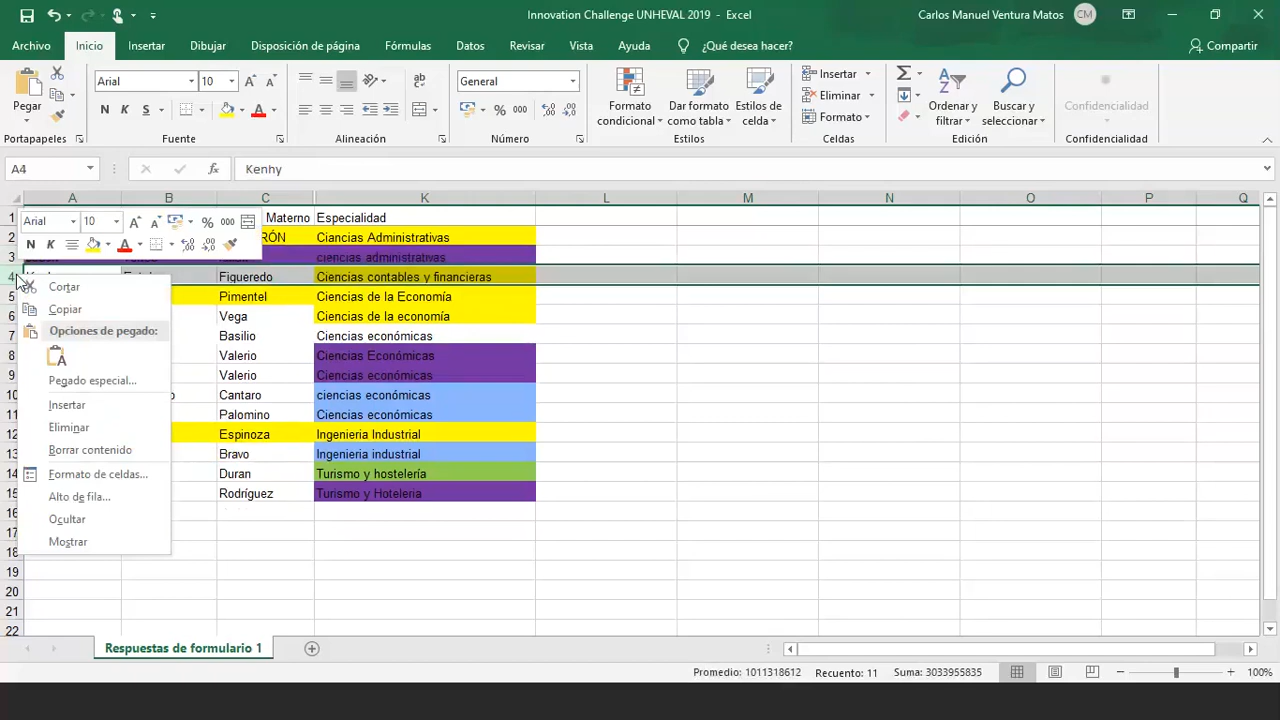 Innovation Challenge UNHEVAL 2019 - Excel
Carlos Manuel Ventura Matos CM
Archivo Inicio Insertar Dibujar Disposición de página Fórmulas Datos Revisar Vista Ayuda ¿Qué desea hacer? Compartir
Pegar
Arial 10
N K S
General
% 000
Formato condicional
Dar formato como tabla
Estilos de celda
Insertar
Eliminar
Formato
Ordenar y filtrar
Buscar y seleccionar
Confidencialidad
Portapapeles Fuente Alineación Número Estilos Celdas Edición Confidencialidad
A4 fx Kenhy
A B C K L M N O P Q
1 Materno Especialidad
Arial 10 % 000
N K
2 RÓN Ciancias Administrativas
3 ciencias administrativas
4 Figueredo Ciencias contables y financieras
5 Pimentel Ciencias de la Economía
6 Vega Ciencias de la economía
7 Basilio Ciencias económicas
8 Valerio Ciencias Económicas
9 Valerio Ciencias económicas
10 o Cantaro ciencias económicas
11 Palomino Ciencias económicas
12 Espinoza Ingenieria Industrial
13 Bravo Ingenieria industrial
14 Duran Turismo y hostelería
15 Rodríguez Turismo y Hoteleria
16
17
18
19
20
21
22
Cortar
Copiar
Opciones de pegado:
Pegado especial...
Insertar
Eliminar
Borrar contenido
Formato de celdas...
Alto de fila...
Ocultar
Mostrar
Respuestas de formulario 1
Promedio: 1011318612 Recuento: 11 Suma: 3033955835 100%